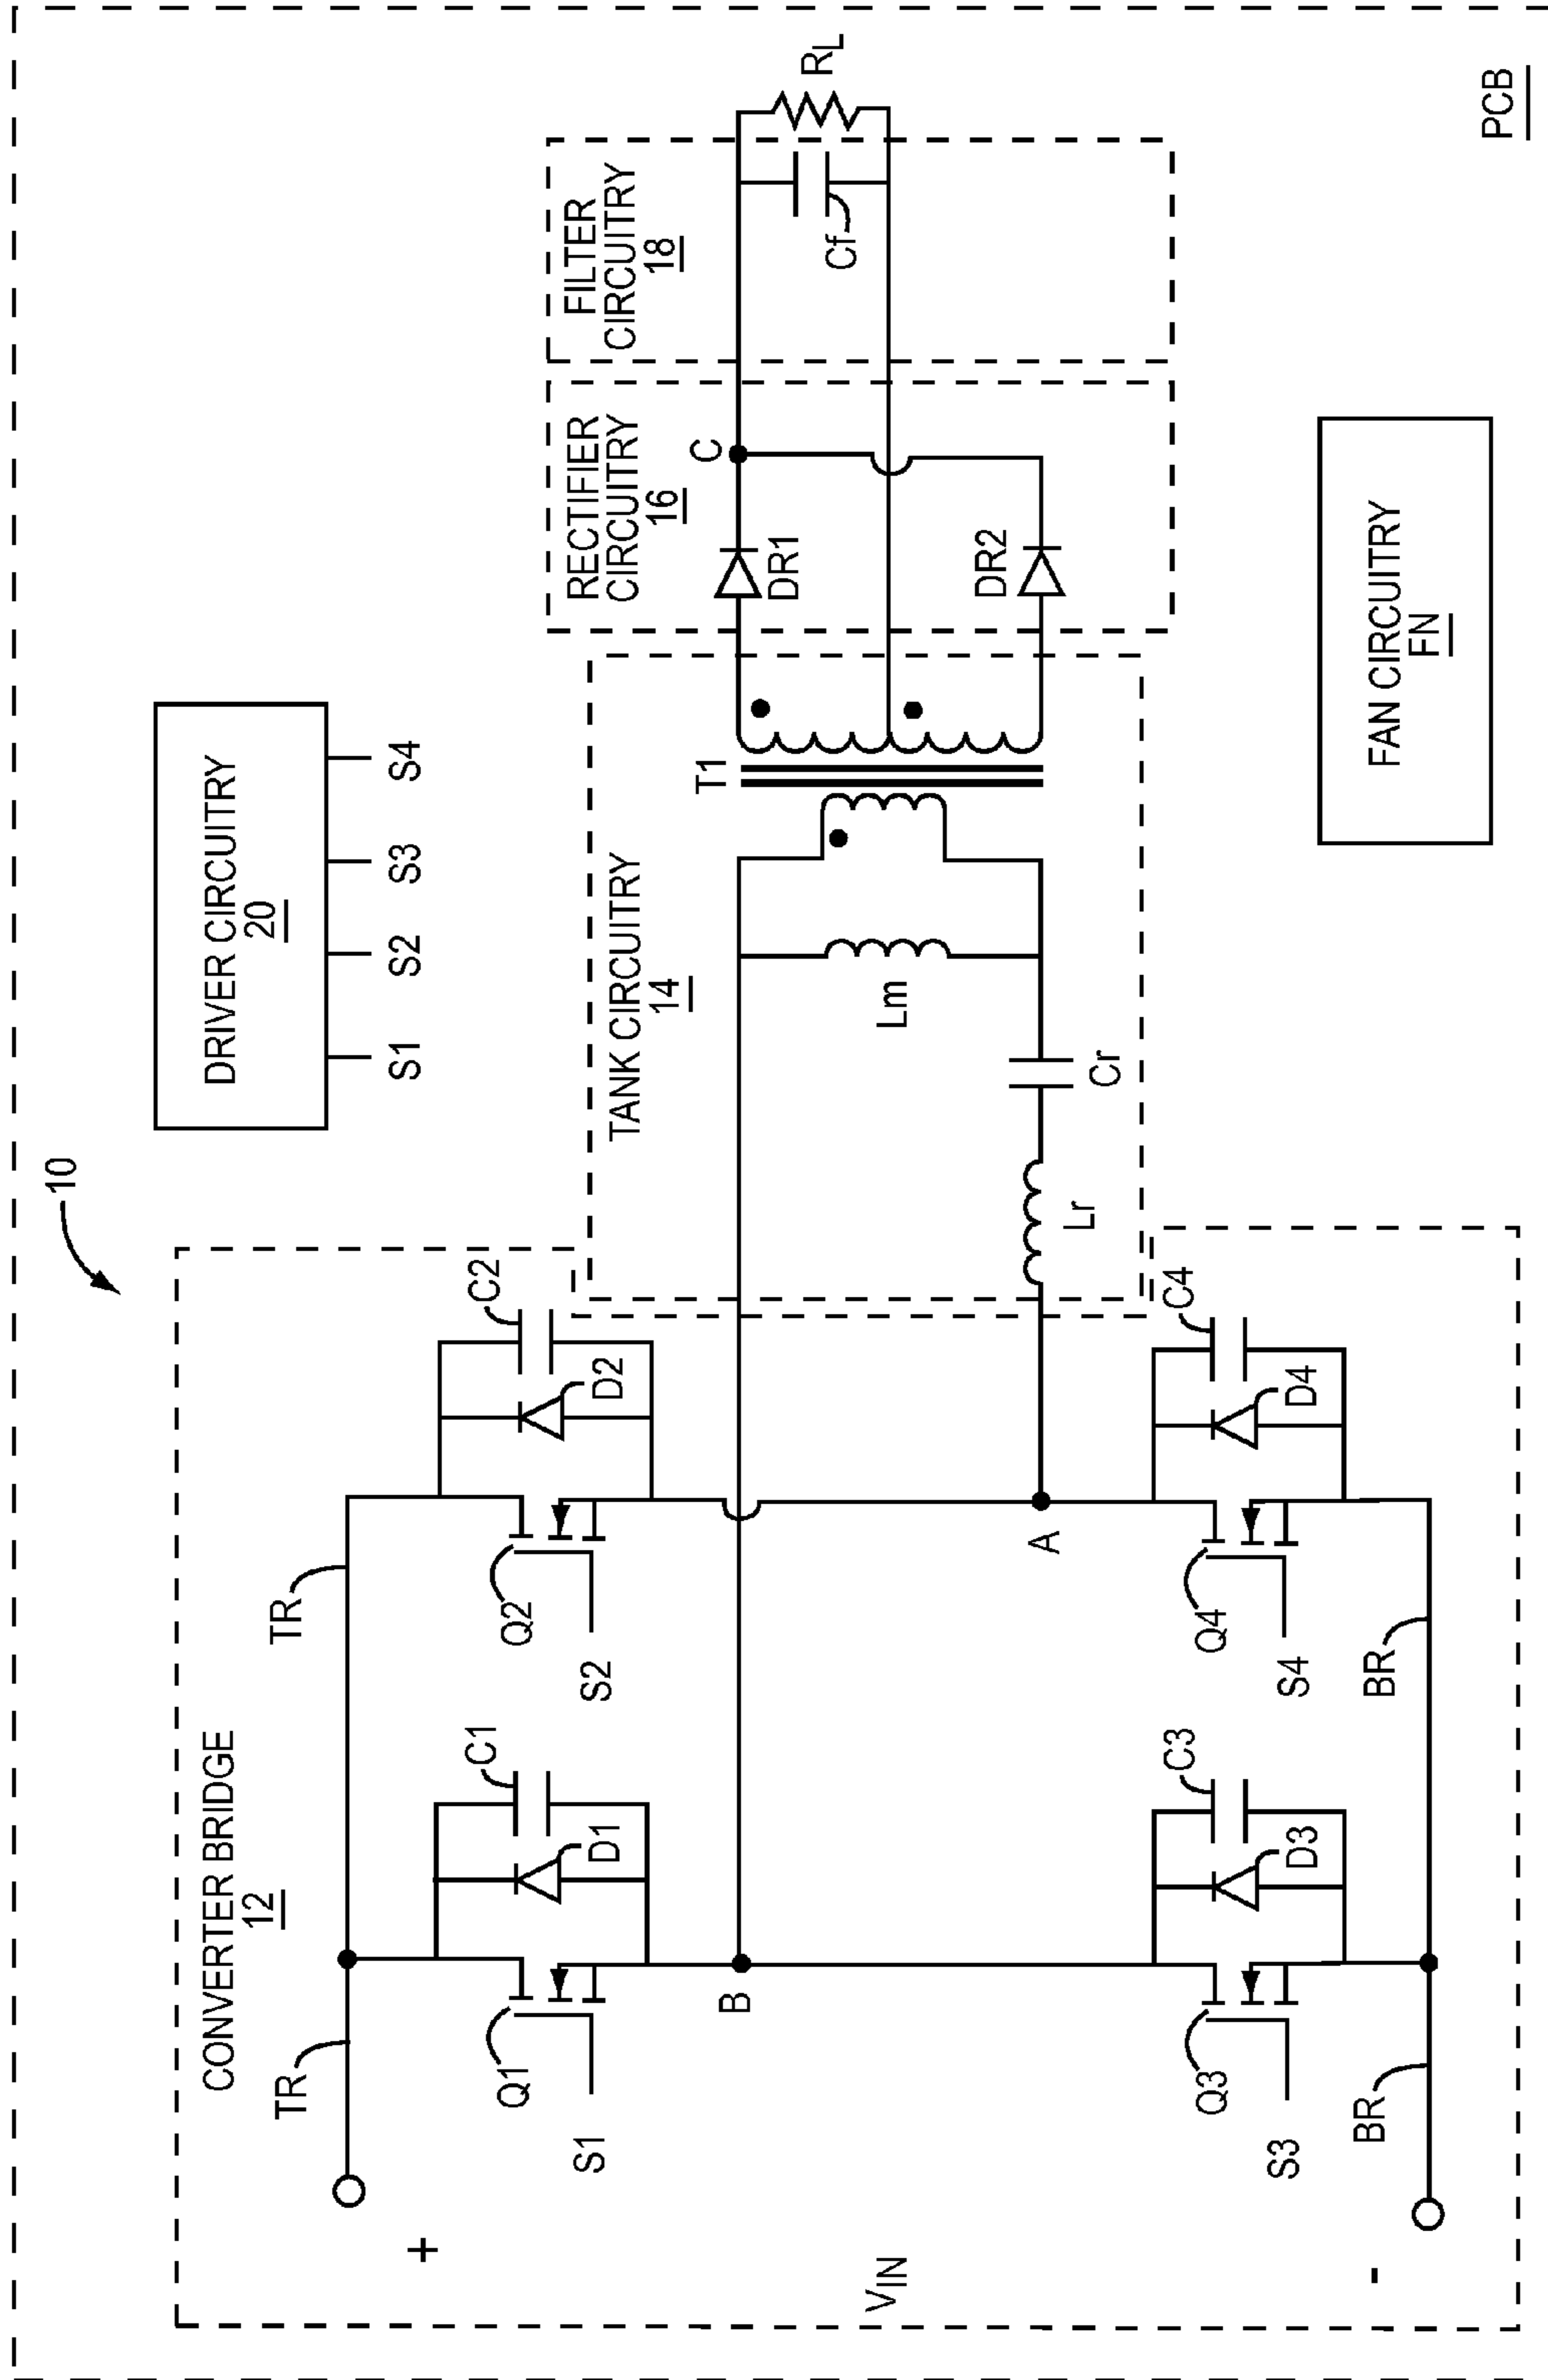 10
DRIVER CIRCUITRY
20
S1
S2
S3
S4
CONVERTER BRIDGE
12
TR
TR
Q1
S1
D1
C1
Q2
S2
D2
C2
B
A
VIN
+
-
Q3
S3
D3
C3
Q4
S4
D4
C4
BR
BR
TANK CIRCUITRY
14
Lr
Cr
Lm
T1
RECTIFIER
CIRCUITRY
16
DR1
DR2
C
FILTER
CIRCUITRY
18
Cf
RL
FAN CIRCUITRY
FN
PCB